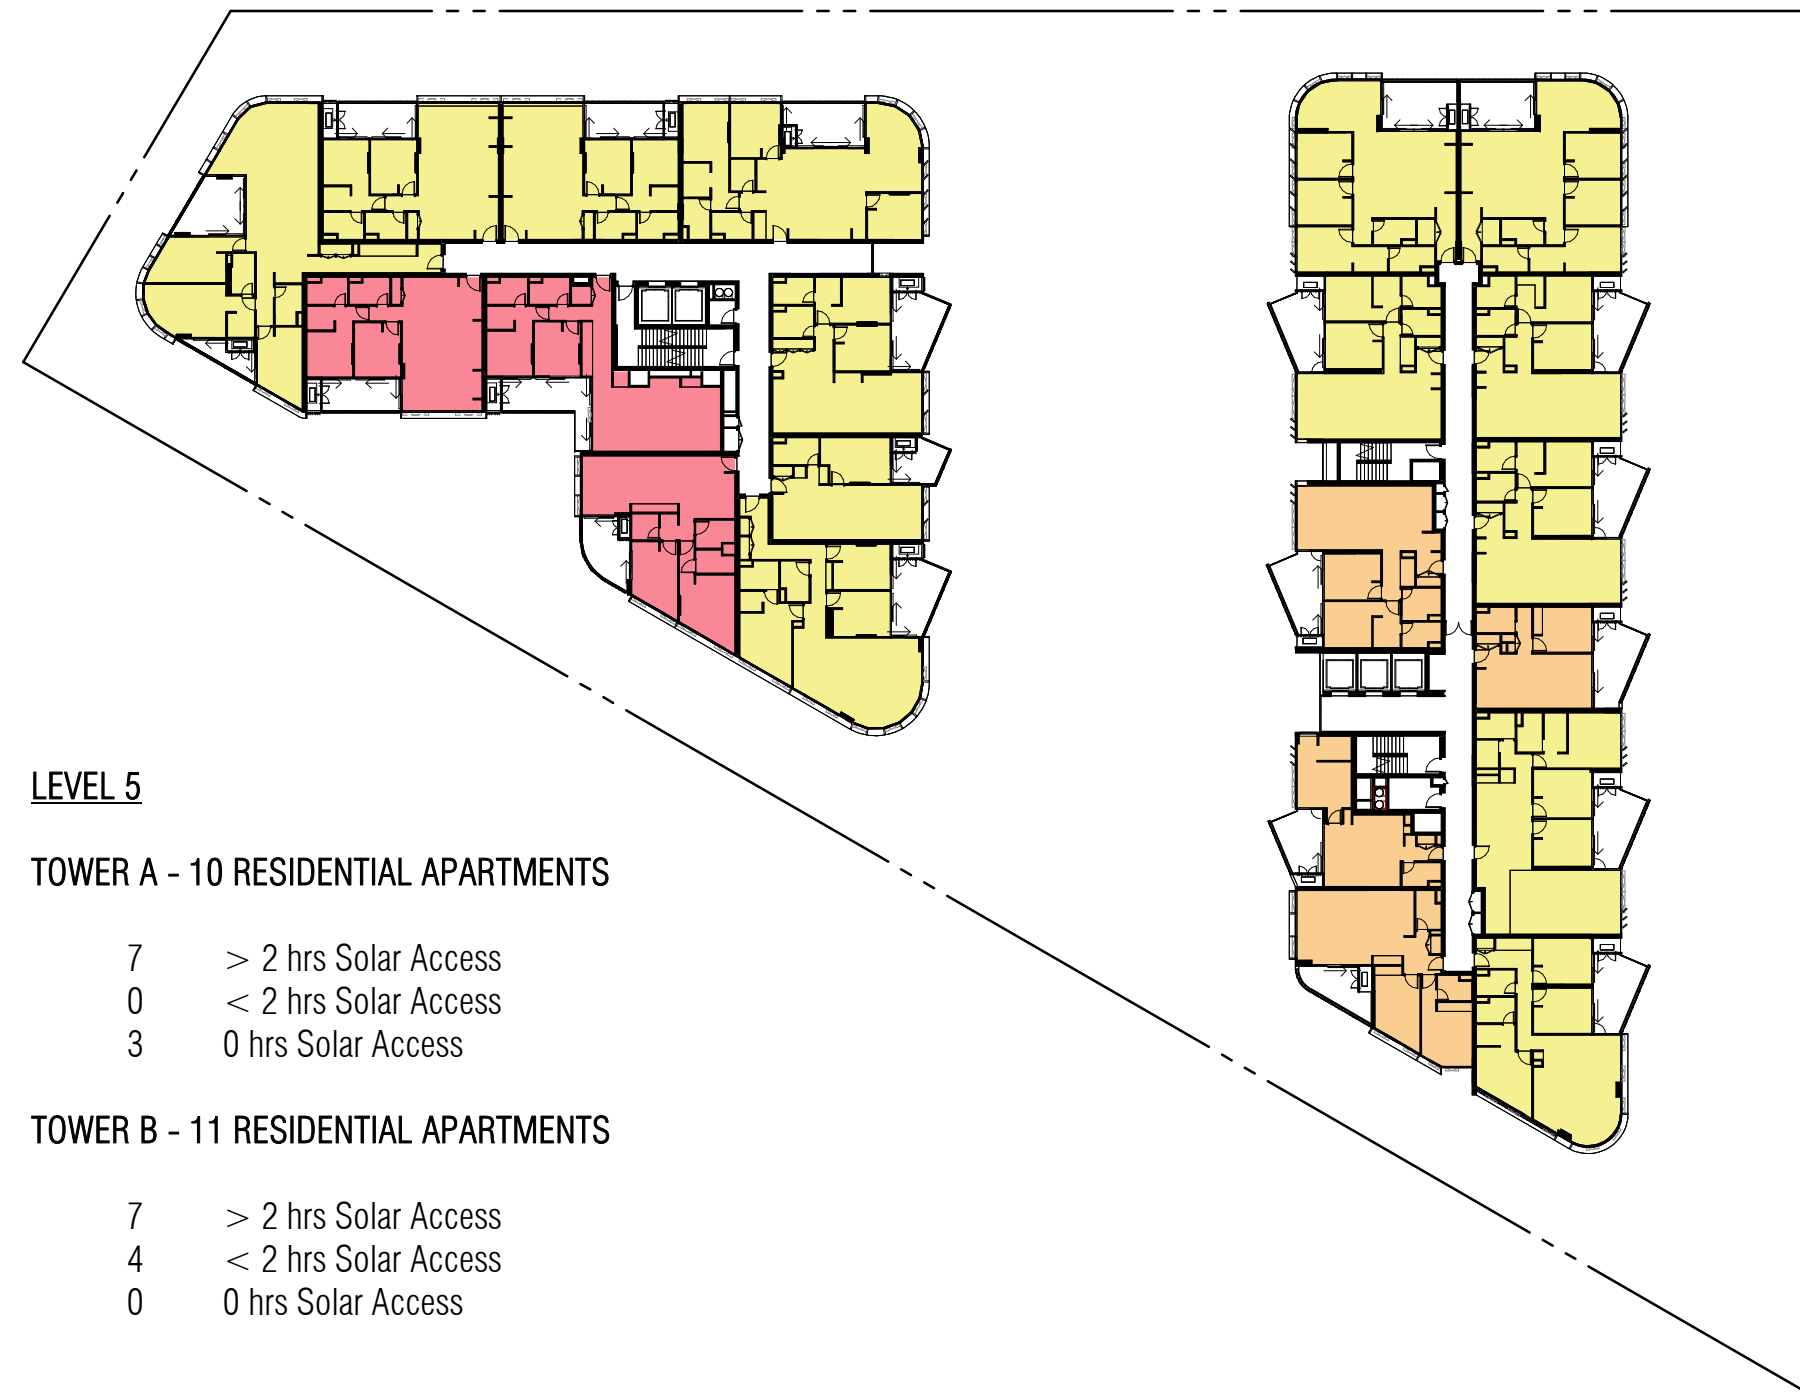 LEVEL 5
TOWER A - 10 RESIDENTIAL APARTMENTS
7 > 2 hrs Solar Access
0 < 2 hrs Solar Access
3 0 hrs Solar Access
TOWER B - 11 RESIDENTIAL APARTMENTS
7 > 2 hrs Solar Access
4 < 2 hrs Solar Access
0 0 hrs Solar Access